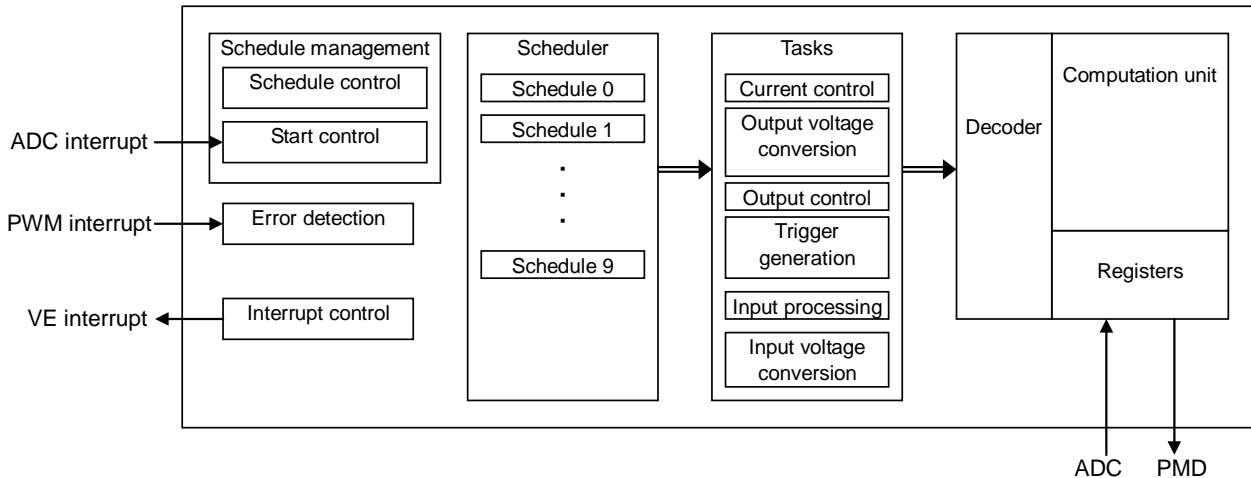 Schedule management
Schedule control
Start control
ADC interrupt
PWM interrupt
Error detection
VE interrupt
Interrupt control
Scheduler
Schedule 0
Schedule 1
.
.
.
Schedule 9
Tasks
Current control
Output voltage
conversion
Output control
Trigger
generation
Input processing
Input voltage
conversion
Decoder
Computation unit
Registers
ADC
PMD